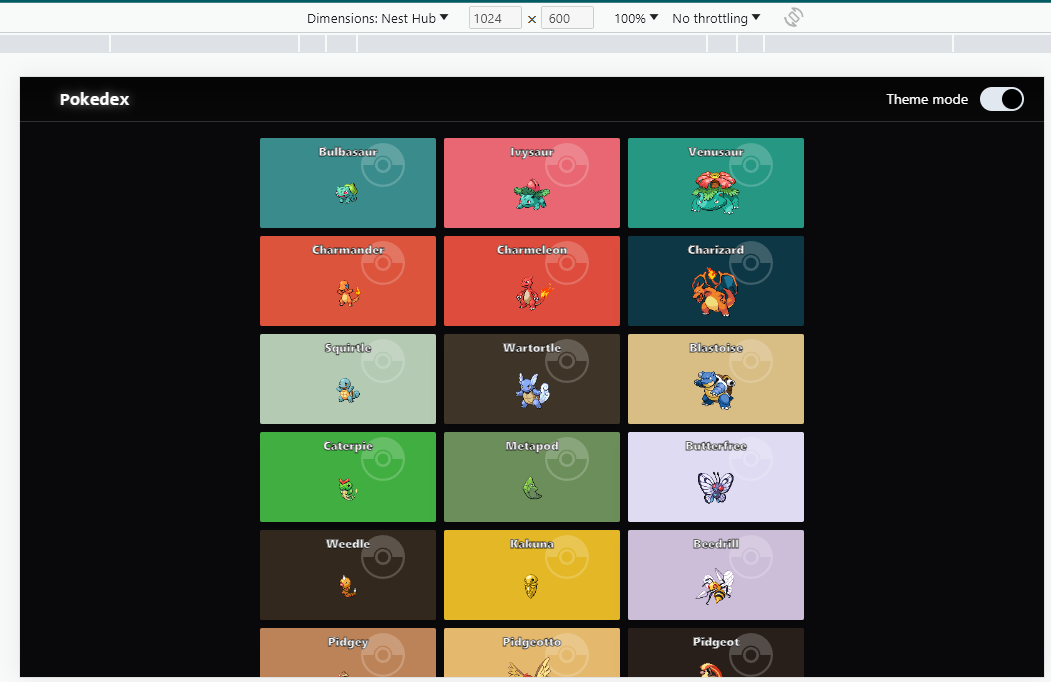 Dimensions: Nest Hub 1024 × 600 100% No throttling
Pokedex Theme mode
Bulbasaur Ivysaur Venusaur
Charmander Charmeleon Charizard
Squirtle Wartortle Blastoise
Caterpie Metapod Butterfree
Weedle Kakuna Beedrill
Pidgey Pidgeotto Pidgeot